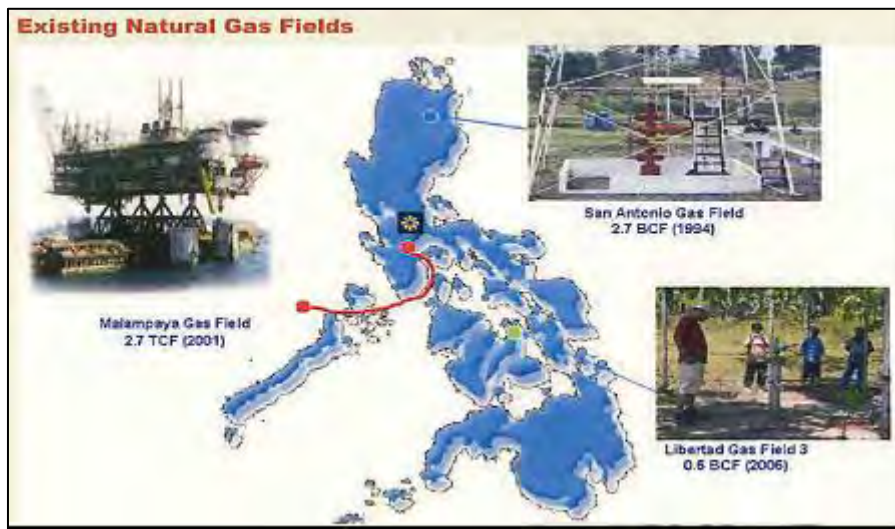 Existing Natural Gas Fields
San Antonio Gas Field
2.7 BCF (1994)
Malampaya Gas Field
2.7 TCF (2001)
Libertad Gas Field 3
0.6 BCF (2006)